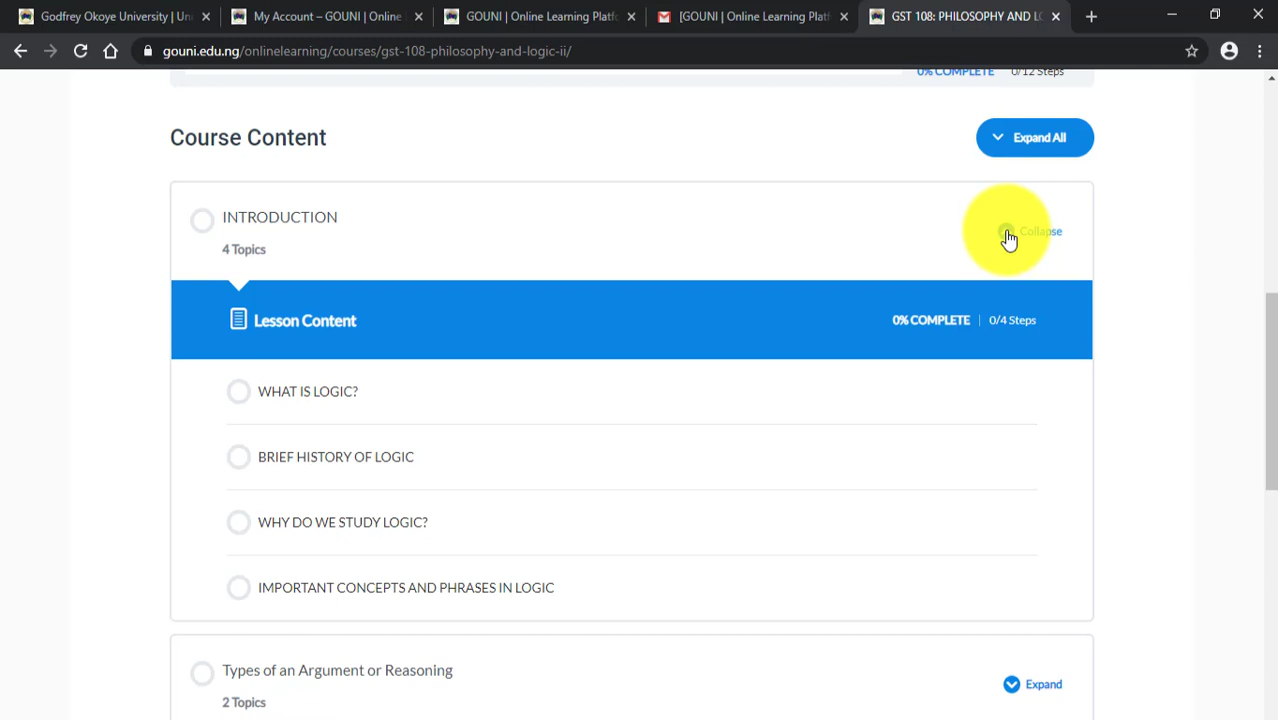 Godfrey Okoye University | Un
My Account – GOUNI | Online
GOUNI | Online Learning Platfo
[GOUNI | Online Learning Platf
GST 108: PHILOSOPHY AND LO
gouni.edu.ng/onlinelearning/courses/gst-108-philosophy-and-logic-ii/
0% COMPLETE 0/12 Steps
Course Content
Expand All
INTRODUCTION
Collapse
4 Topics
Lesson Content
0% COMPLETE | 0/4 Steps
WHAT IS LOGIC?
BRIEF HISTORY OF LOGIC
WHY DO WE STUDY LOGIC?
IMPORTANT CONCEPTS AND PHRASES IN LOGIC
Types of an Argument or Reasoning
Expand
2 Topics